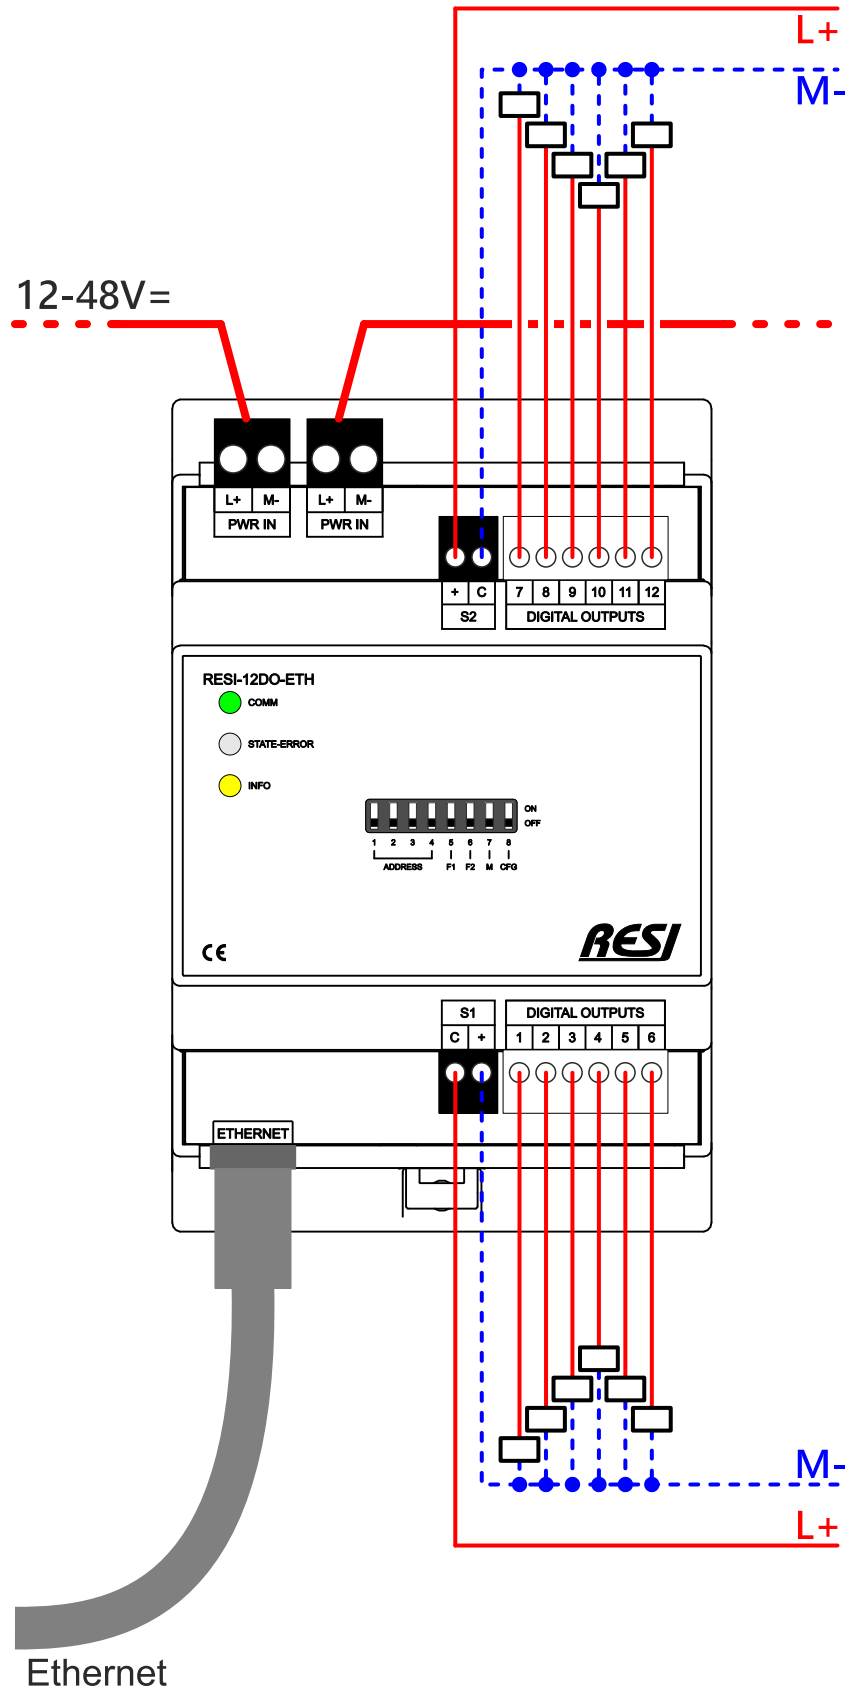 L+
M-
12-48V=
L+ M- L+ M-
PWR IN PWR IN
+ C 7 8 9 10 11 12
S2 DIGITAL OUTPUTS
RESI-12DO-ETH
COMM
STATE-ERROR
INFO
ON
OFF
1 2 3 4 5 6 7 8
ADDRESS F1 F2 M CFG
CE RESI
S1 DIGITAL OUTPUTS
C + 1 2 3 4 5 6
ETHERNET
M-
L+
Ethernet